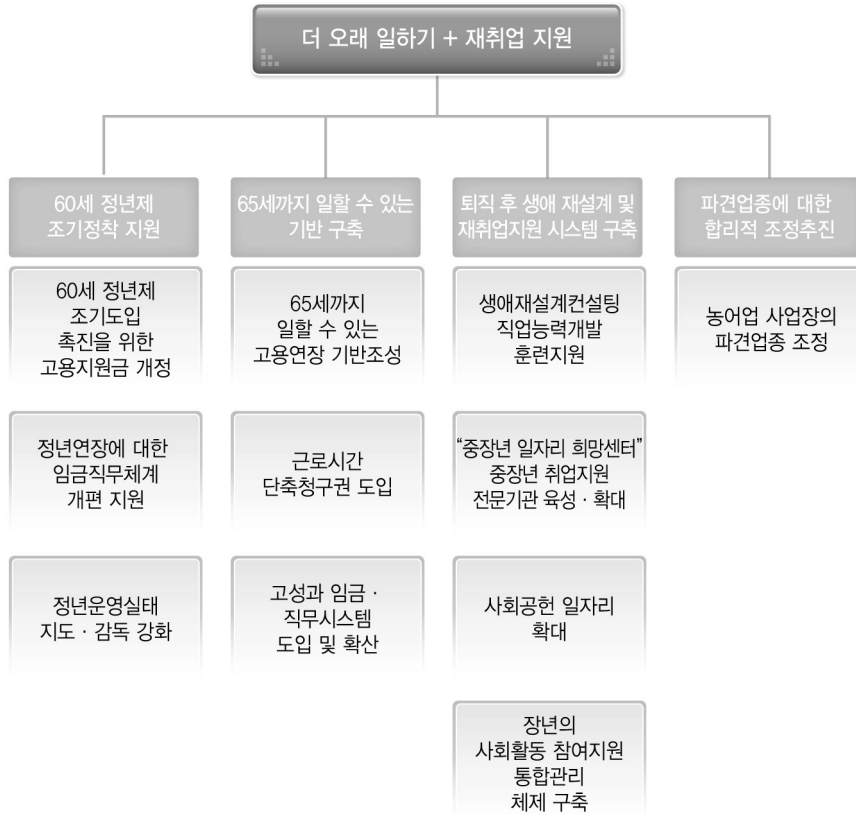 더 오래 일하기 + 재취업 지원
60세 정년제
조기정착 지원
65세까지 일할 수 있는
기반 구축
퇴직 후 생애 재설계 및
재취업지원 시스템 구축
파견업종에 대한
합리적 조정추진
60세 정년제
조기도입
촉진을 위한
고용지원금 개정
65세까지
일할 수 있는
고용연장 기반조성
생애재설계컨설팅
직업능력개발
훈련지원
농어업 사업장의
파견업종 조정
정년연장에 대한
임금직무체계
개편 지원
근로시간
단축청구권 도입
“중장년 일자리 희망센터”
중장년 취업지원
전문기관 육성 · 확대
정년운영실태
지도 · 감독 강화
고성과 임금 ·
직무시스템
도입 및 확산
사회공헌 일자리
확대
장년의
사회활동 참여지원
통합관리
체제 구축